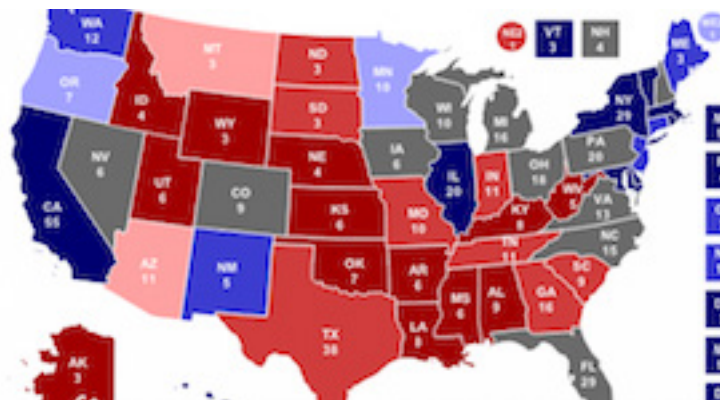 WA
12
MT
3
ND
3
MN
10
NE2
1
VT
3
NH
4
ME
3
OR
7
ID
4
WY
3
SD
3
WI
10
MI
16
NY
29
NV
6
UT
6
CO
9
NE
4
IA
6
IL
20
IN
11
OH
18
PA
20
WV
5
VA
13
CA
55
KS
6
MO
10
KY
8
NC
15
AZ
11
NM
5
OK
7
AR
6
TN
11
SC
9
MS
6
AL
9
GA
16
TX
38
LA
8
FL
29
AK
3